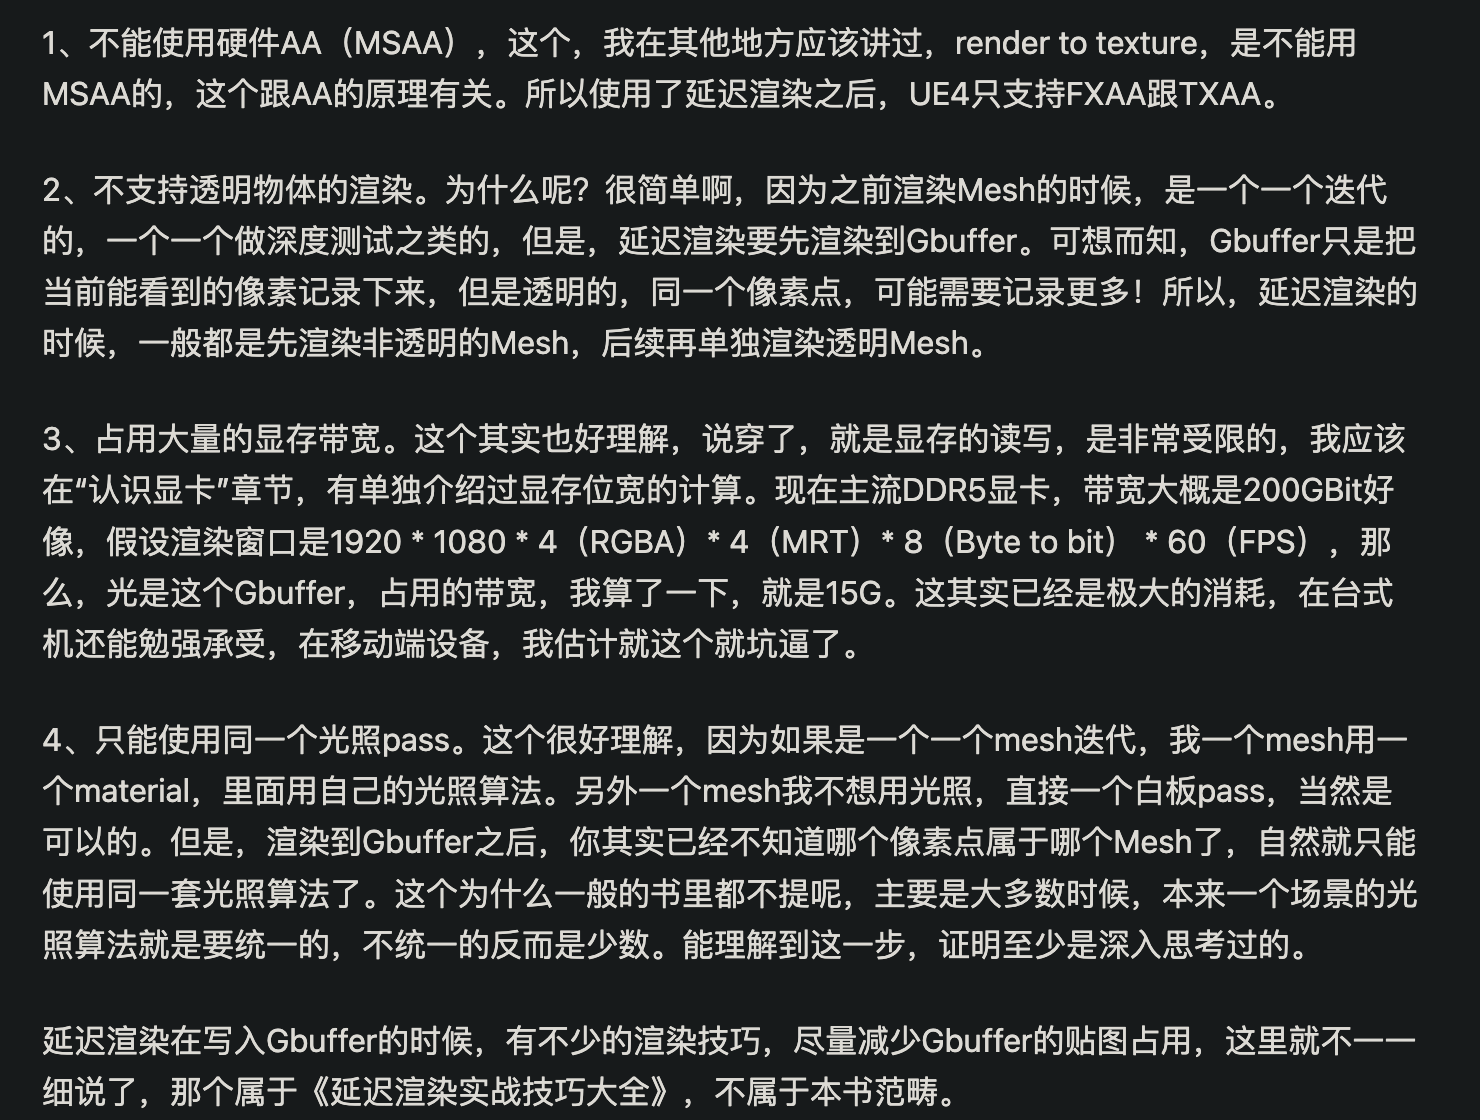 1、不能使用硬件AA（MSAA），这个，我在其他地方应该讲过，render to texture，是不能用
MSAA的，这个跟AA的原理有关。所以使用了延迟渲染之后，UE4只支持FXAA跟TXAA。
2、不支持透明物体的渲染。为什么呢？很简单啊，因为之前渲染Mesh的时候，是一个一个迭代
的，一个一个做深度测试之类的，但是，延迟渲染要先渲染到Gbuffer。可想而知，Gbuffer只是把
当前能看到的像素记录下来，但是透明的，同一个像素点，可能需要记录更多！所以，延迟渲染的
时候，一般都是先渲染非透明的Mesh，后续再单独渲染透明Mesh。
3、占用大量的显存带宽。这个其实也好理解，说穿了，就是显存的读写，是非常受限的，我应该
在“认识显卡”章节，有单独介绍过显存位宽的计算。现在主流DDR5显卡，带宽大概是200GBit好
像，假设渲染窗口是1920 * 1080 * 4（RGBA）* 4（MRT）* 8（Byte to bit） * 60（FPS），那
么，光是这个Gbuffer，占用的带宽，我算了一下，就是15G。这其实已经是极大的消耗，在台式
机还能勉强承受，在移动端设备，我估计就这个就坑逼了。
4、只能使用同一个光照pass。这个很好理解，因为如果是一个一个mesh迭代，我一个mesh用一
个material，里面用自己的光照算法。另外一个mesh我不想用光照，直接一个白板pass，当然是
可以的。但是，渲染到Gbuffer之后，你其实已经不知道哪个像素点属于哪个Mesh了，自然就只能
使用同一套光照算法了。这个为什么一般的书里都不提呢，主要是大多数时候，本来一个场景的光
照算法就是要统一的，不统一的反而是少数。能理解到这一步，证明至少是深入思考过的。
延迟渲染在写入Gbuffer的时候，有不少的渲染技巧，尽量减少Gbuffer的贴图占用，这里就不一一
细说了，那个属于《延迟渲染实战技巧大全》，不属于本书范畴。